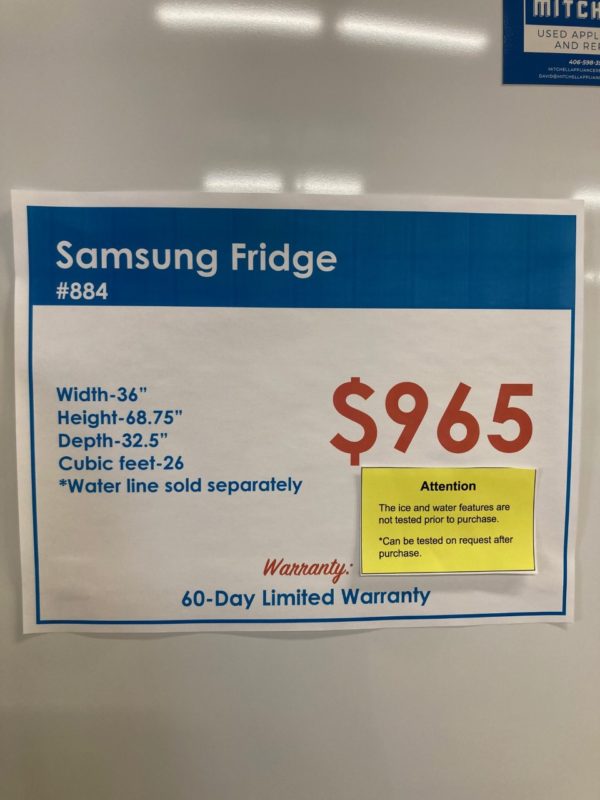 USED APPL
AND RE
Samsung Fridge
#884
Width-36”
Height-68.75”
Depth-32.5”
Cubic feet-26
*Water line sold separately
$965
Attention
The ice and water features are
not tested prior to purchase.
*Can be tested on request after
purchase.
Warranty:
60-Day Limited Warranty